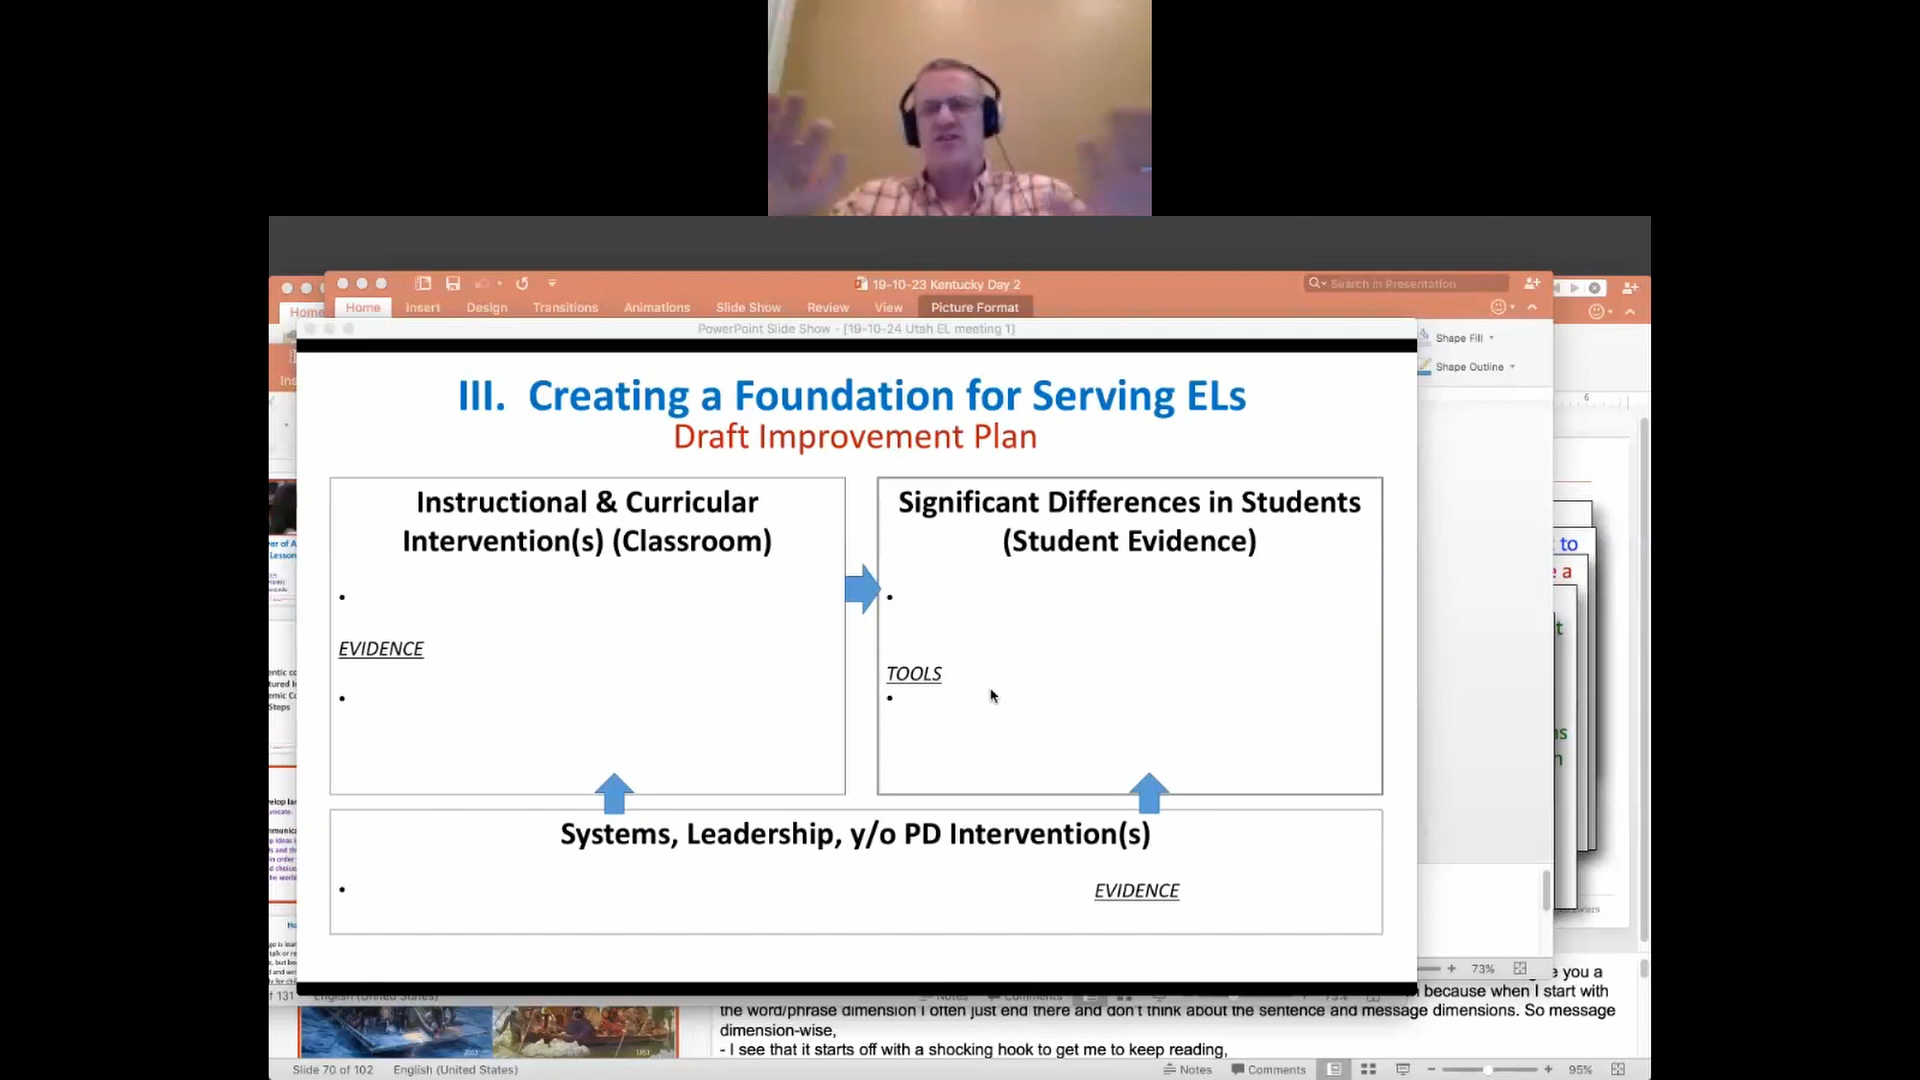 19-10-23 Kentucky Day 2
Search in Presentation
Home
Home Insert Design Transitions Animations Slide Show Review View Picture Format
PowerPoint Slide Show - [19-10-24 Utah EL meeting 1]
Shape Fill
Shape Outline
6
III. Creating a Foundation for Serving ELs
Draft Improvement Plan
Instructional & Curricular
Intervention(s) (Classroom)
•
EVIDENCE
•
Significant Differences in Students
(Student Evidence)
•
TOOLS
•
Systems, Leadership, y/o PD Intervention(s)
• EVIDENCE
to
a
73%
you a
because when I start with
the word/phrase dimension I often just end there and don't think about the sentence and message dimensions. So message
dimension-wise,
- I see that it starts off with a shocking hook to get me to keep reading,
Slide 70 of 102 English (United States)
Notes Comments 95%